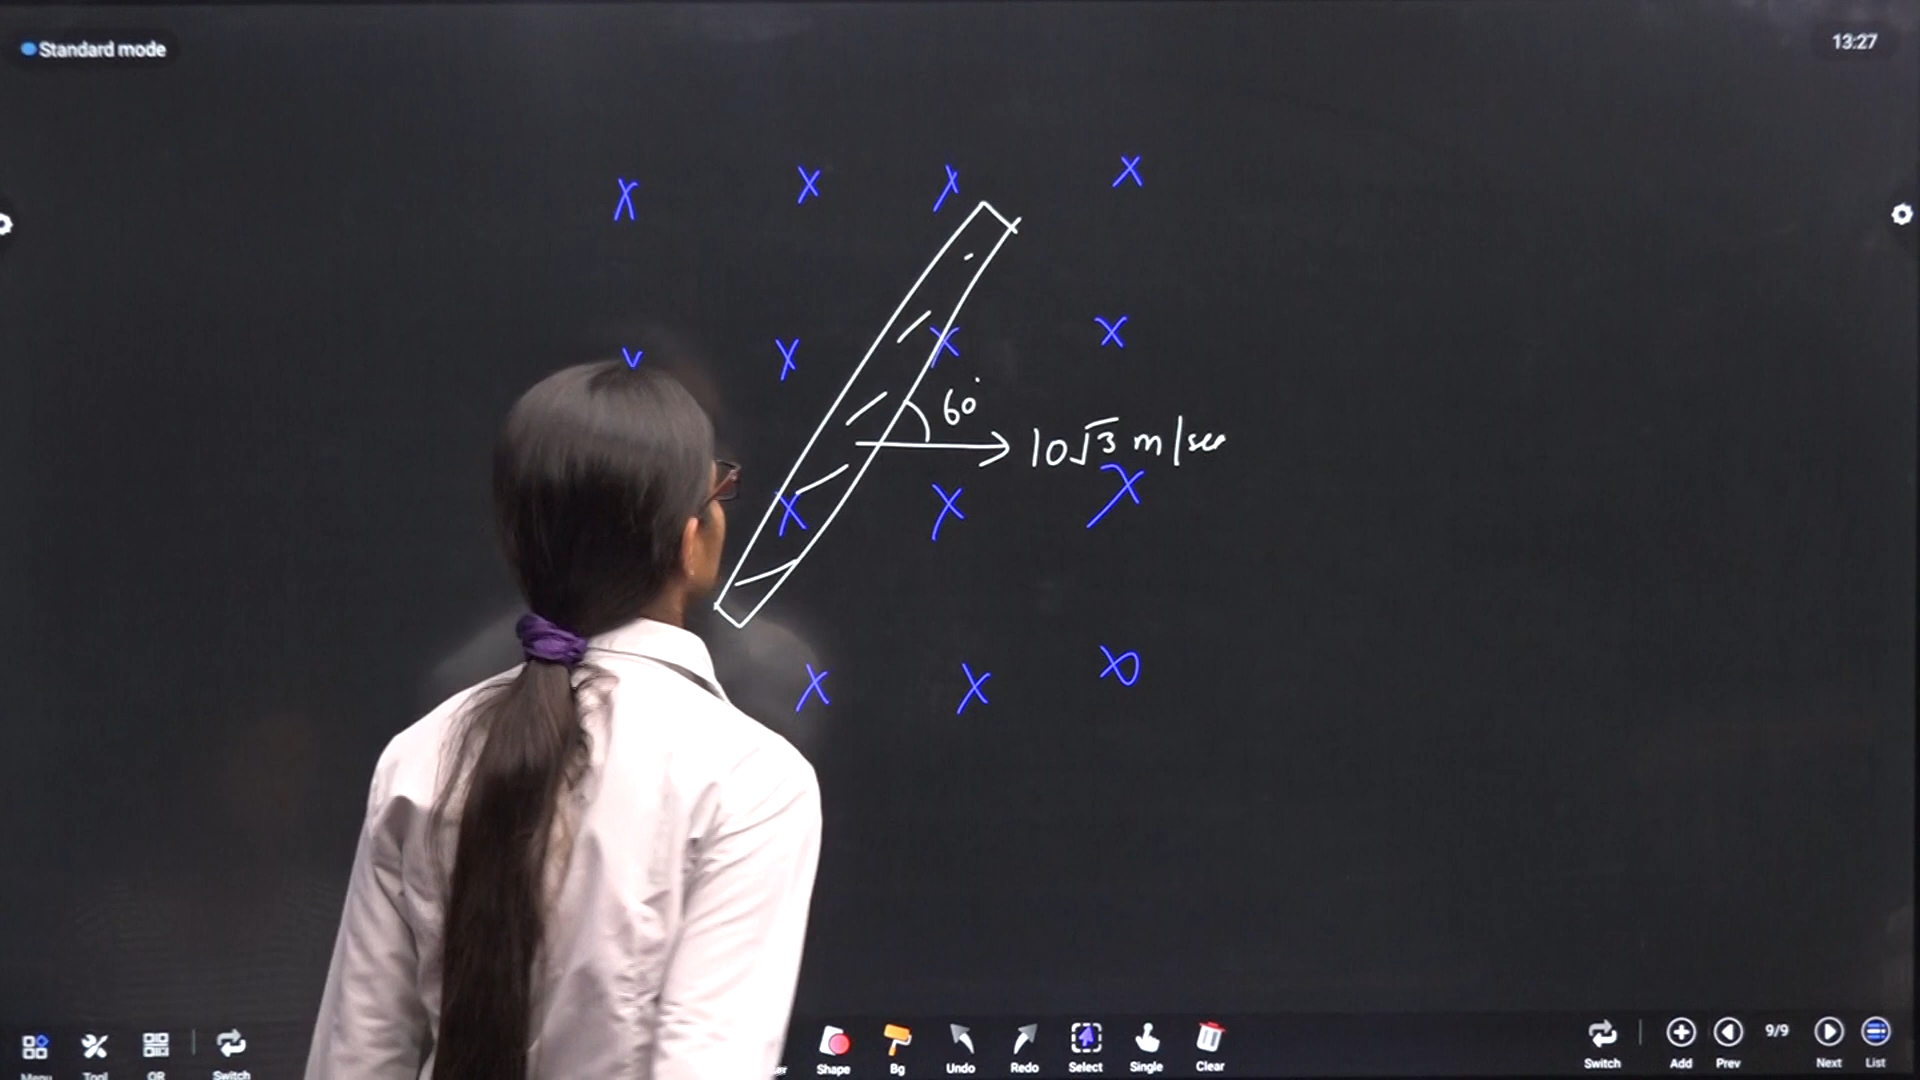 Standard mode
13:27
X X X X
X X X
60°
10√3 m/sec
X X X
X X X
Switch
Shape
Bg
Undo
Redo
Select
Single
Clear
Switch
Add
Prev
9/9
Next
List